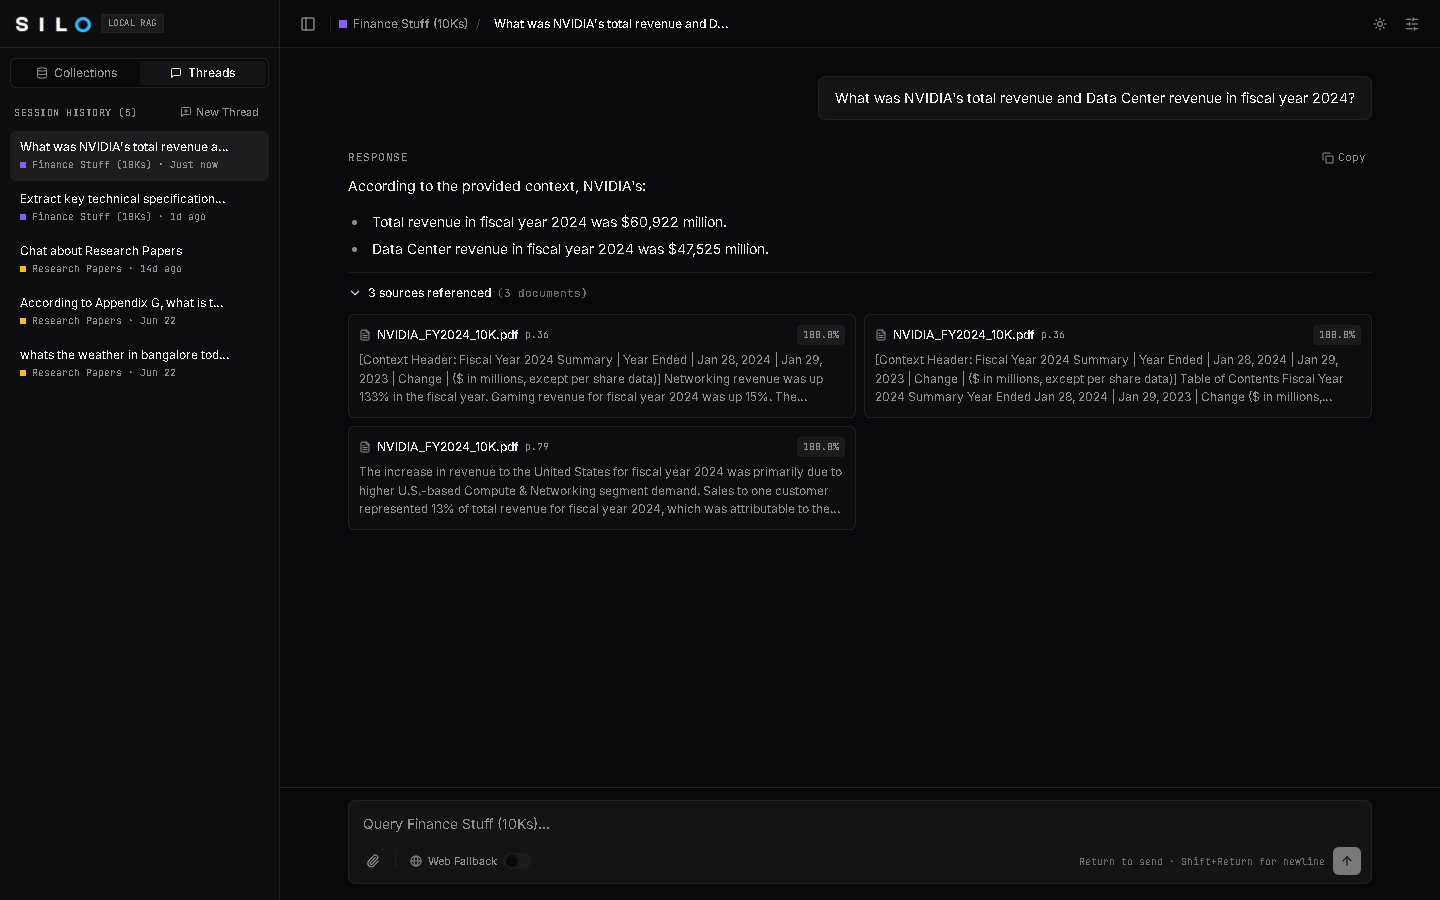 SILO LOCAL RAG
Collections
Threads
SESSION HISTORY (5)
New Thread
What was NVIDIA's total revenue a...
Finance Stuff (10Ks) · Just now
Extract key technical specification...
Finance Stuff (10Ks) · 1d ago
Chat about Research Papers
Research Papers · 14d ago
According to Appendix G, what is t...
Research Papers · Jun 22
whats the weather in bangalore tod...
Research Papers · Jun 22
Finance Stuff (10Ks) / What was NVIDIA's total revenue and D...
What was NVIDIA's total revenue and Data Center revenue in fiscal year 2024?
RESPONSE
Copy
According to the provided context, NVIDIA's:
• Total revenue in fiscal year 2024 was $60,922 million.
• Data Center revenue in fiscal year 2024 was $47,525 million.
3 sources referenced (3 documents)
NVIDIA_FY2024_10K.pdf p.36 100.0%
[Context Header: Fiscal Year 2024 Summary | Year Ended | Jan 28, 2024 | Jan 29,
2023 | Change | ($ in millions, except per share data)] Networking revenue was up
133% in the fiscal year. Gaming revenue for fiscal year 2024 was up 15%. The...
NVIDIA_FY2024_10K.pdf p.36 100.0%
[Context Header: Fiscal Year 2024 Summary | Year Ended | Jan 28, 2024 | Jan 29,
2023 | Change | ($ in millions, except per share data)] Table of Contents Fiscal Year
2024 Summary Year Ended Jan 28, 2024 | Jan 29, 2023 | Change ($ in millions,...
NVIDIA_FY2024_10K.pdf p.79 100.0%
The increase in revenue to the United States for fiscal year 2024 was primarily due to
higher U.S.-based Compute & Networking segment demand. Sales to one customer
represented 13% of total revenue for fiscal year 2024, which was attributable to the...
Query Finance Stuff (10Ks)...
Web Fallback
Return to send · Shift+Return for newline